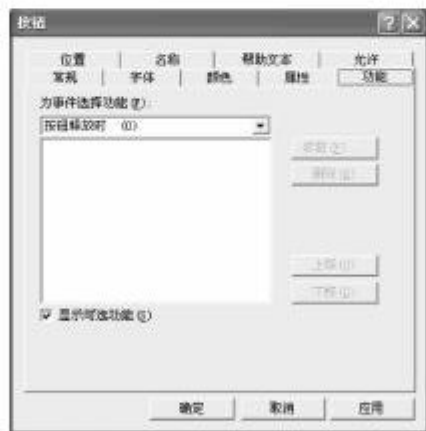 按钮
位置 名称 帮助文本 允许
常规 字体 颜色 属性 功能
为事件选择功能(F):
按钮释放时 (0)
删除
上移(U)
下移(D)
显示可选功能(S)
确定 取消 应用